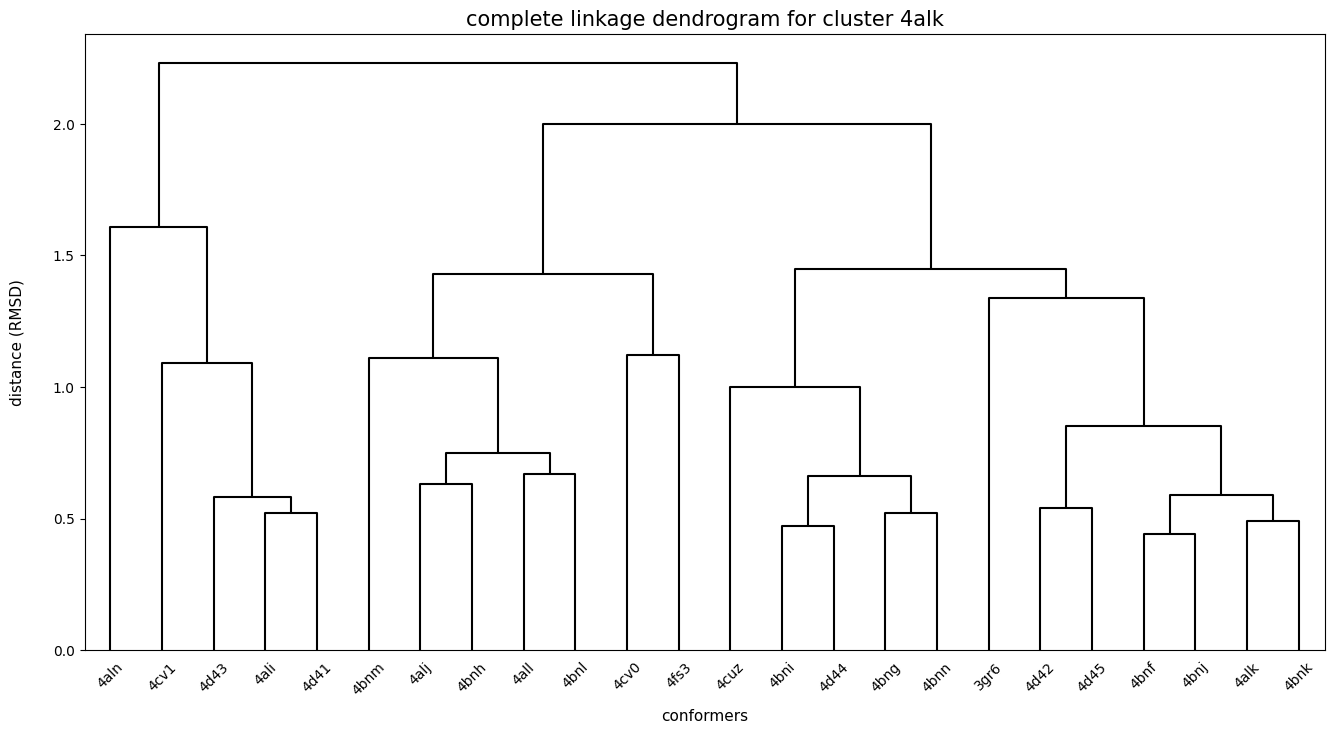 complete linkage dendrogram for cluster 4alk
distance (RMSD)
2.0
1.5
1.0
0.5
0.0
4aln 4cv1 4d43 4ali 4d41 4bnm 4alj 4bnh 4all 4bnl 4cv0 4fs3 4cuz 4bni 4d44 4bng 4bnn 3gr6 4d42 4d45 4bnf 4bnj 4alk 4bnk
conformers